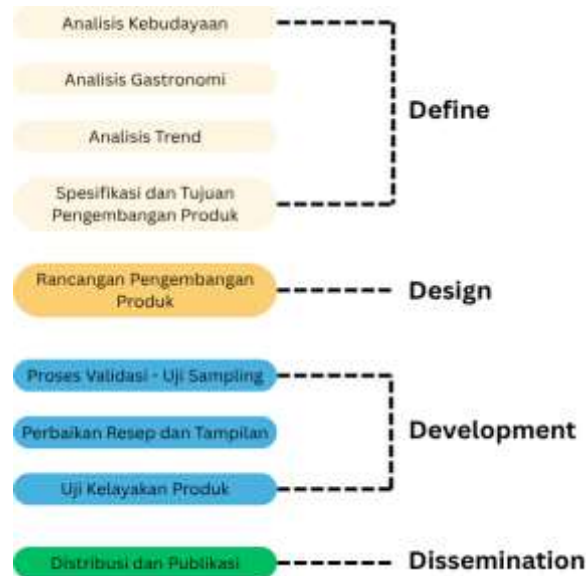 Analisis Kebudayaan
Analisis Gastronomi
Analisis Trend
Spesifikasi dan Tujuan
Pengembangan Produk
Define
Rancangan Pengembangan
Produk
Design
Proses Validasi - Uji Sampling
Perbaikan Resep dan Tampilan
Uji Kelayakan Produk
Development
Distribusi dan Publikasi
Dissemination